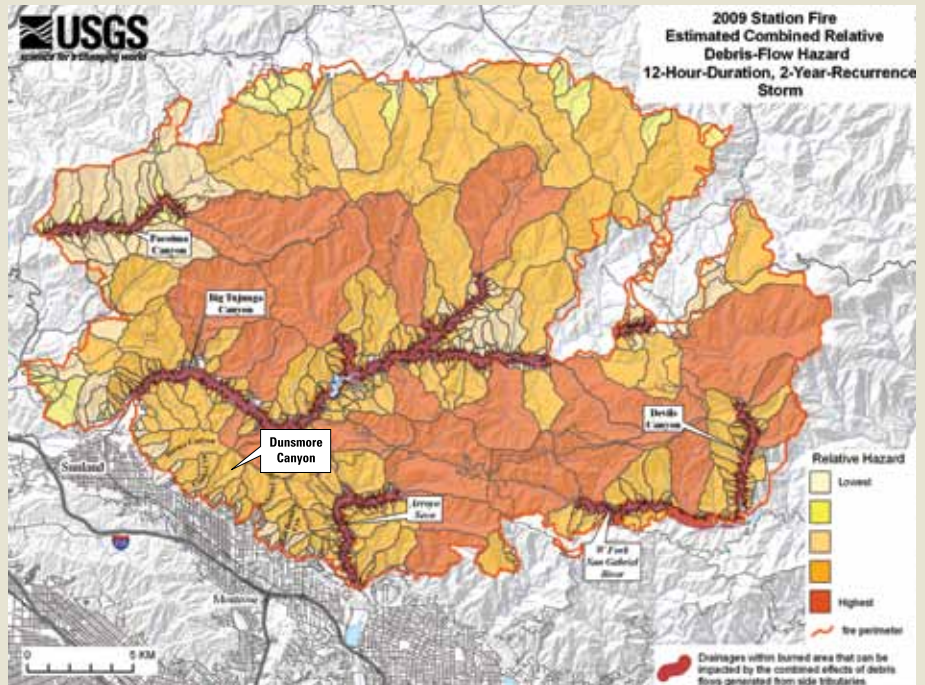 USGS
science for a changing world
2009 Station Fire
Estimated Combined Relative
Debris-Flow Hazard
12-Hour-Duration, 2-Year-Recurrence
Storm
Pacoima
Canyon
Big Tujunga
Canyon
Dunsmore
Canyon
Devils
Canyon
Sunland
Arroyo
Seco
W Fork
San Gabriel
River
Montrose
Relative Hazard
Lowest
Highest
fire perimeter
0 5 KM
Drainages within burned area that can be
impacted by the combined effects of debris
flows generated from side tributaries